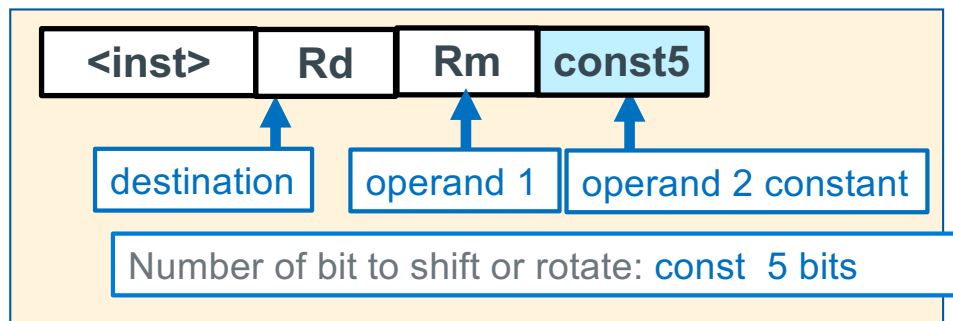 <inst> Rd Rm const5
destination operand 1 operand 2 constant
Number of bit to shift or rotate: const 5 bits